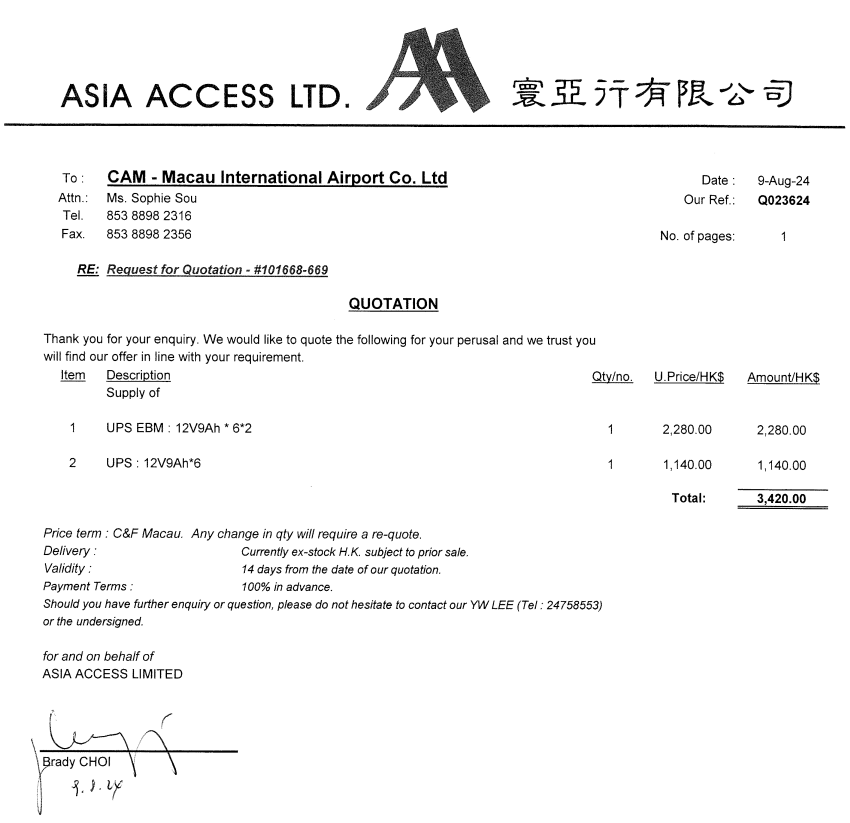 ASIA ACCESS LTD. 寰亞行有限公司
To : CAM - Macau International Airport Co. Ltd Date : 9-Aug-24
Attn.: Ms. Sophie Sou Our Ref.: Q023624
Tel. 853 8898 2316
Fax. 853 8898 2356 No. of pages: 1
RE: Request for Quotation - #101668-669
QUOTATION
Thank you for your enquiry. We would like to quote the following for your perusal and we trust you
will find our offer in line with your requirement.
Item Description Qty/no. U.Price/HK$ Amount/HK$
Supply of
1 UPS EBM : 12V9Ah * 6*2 1 2,280.00 2,280.00
2 UPS : 12V9Ah*6 1 1,140.00 1,140.00
Total: 3,420.00
Price term : C&F Macau. Any change in qty will require a re-quote.
Delivery : Currently ex-stock H.K. subject to prior sale.
Validity : 14 days from the date of our quotation.
Payment Terms : 100% in advance.
Should you have further enquiry or question, please do not hesitate to contact our YW LEE (Tel : 24758553)
or the undersigned.
for and on behalf of
ASIA ACCESS LIMITED
Brady CHOI
9.8.24